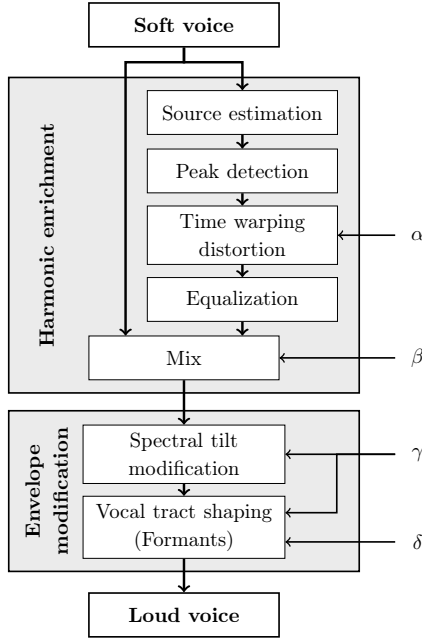 Soft voice
Harmonic enrichment
Source estimation
Peak detection
Time warping
distortion
α
Equalization
Mix
β
Envelope
modification
Spectral tilt
modification
γ
Vocal tract shaping
(Formants)
δ
Loud voice